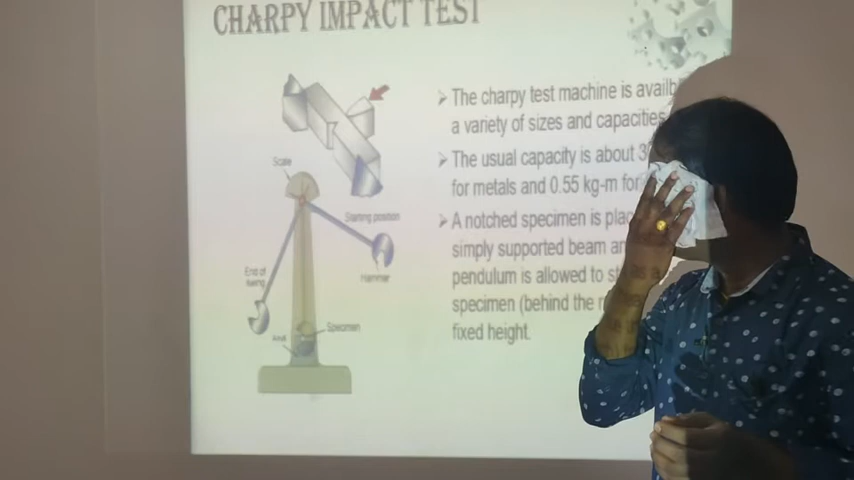 CHARPY IMPACT TEST
The charpy test machine is availb
a variety of sizes and capacities
The usual capacity is about 3
for metals and 0.55 kg-m for
A notched specimen is plac
simply supported beam
pendulum is allowed to
specimen (behind the
fixed height.
Scale
Starting position
Hammer
End of
swing
Specimen
Anvil